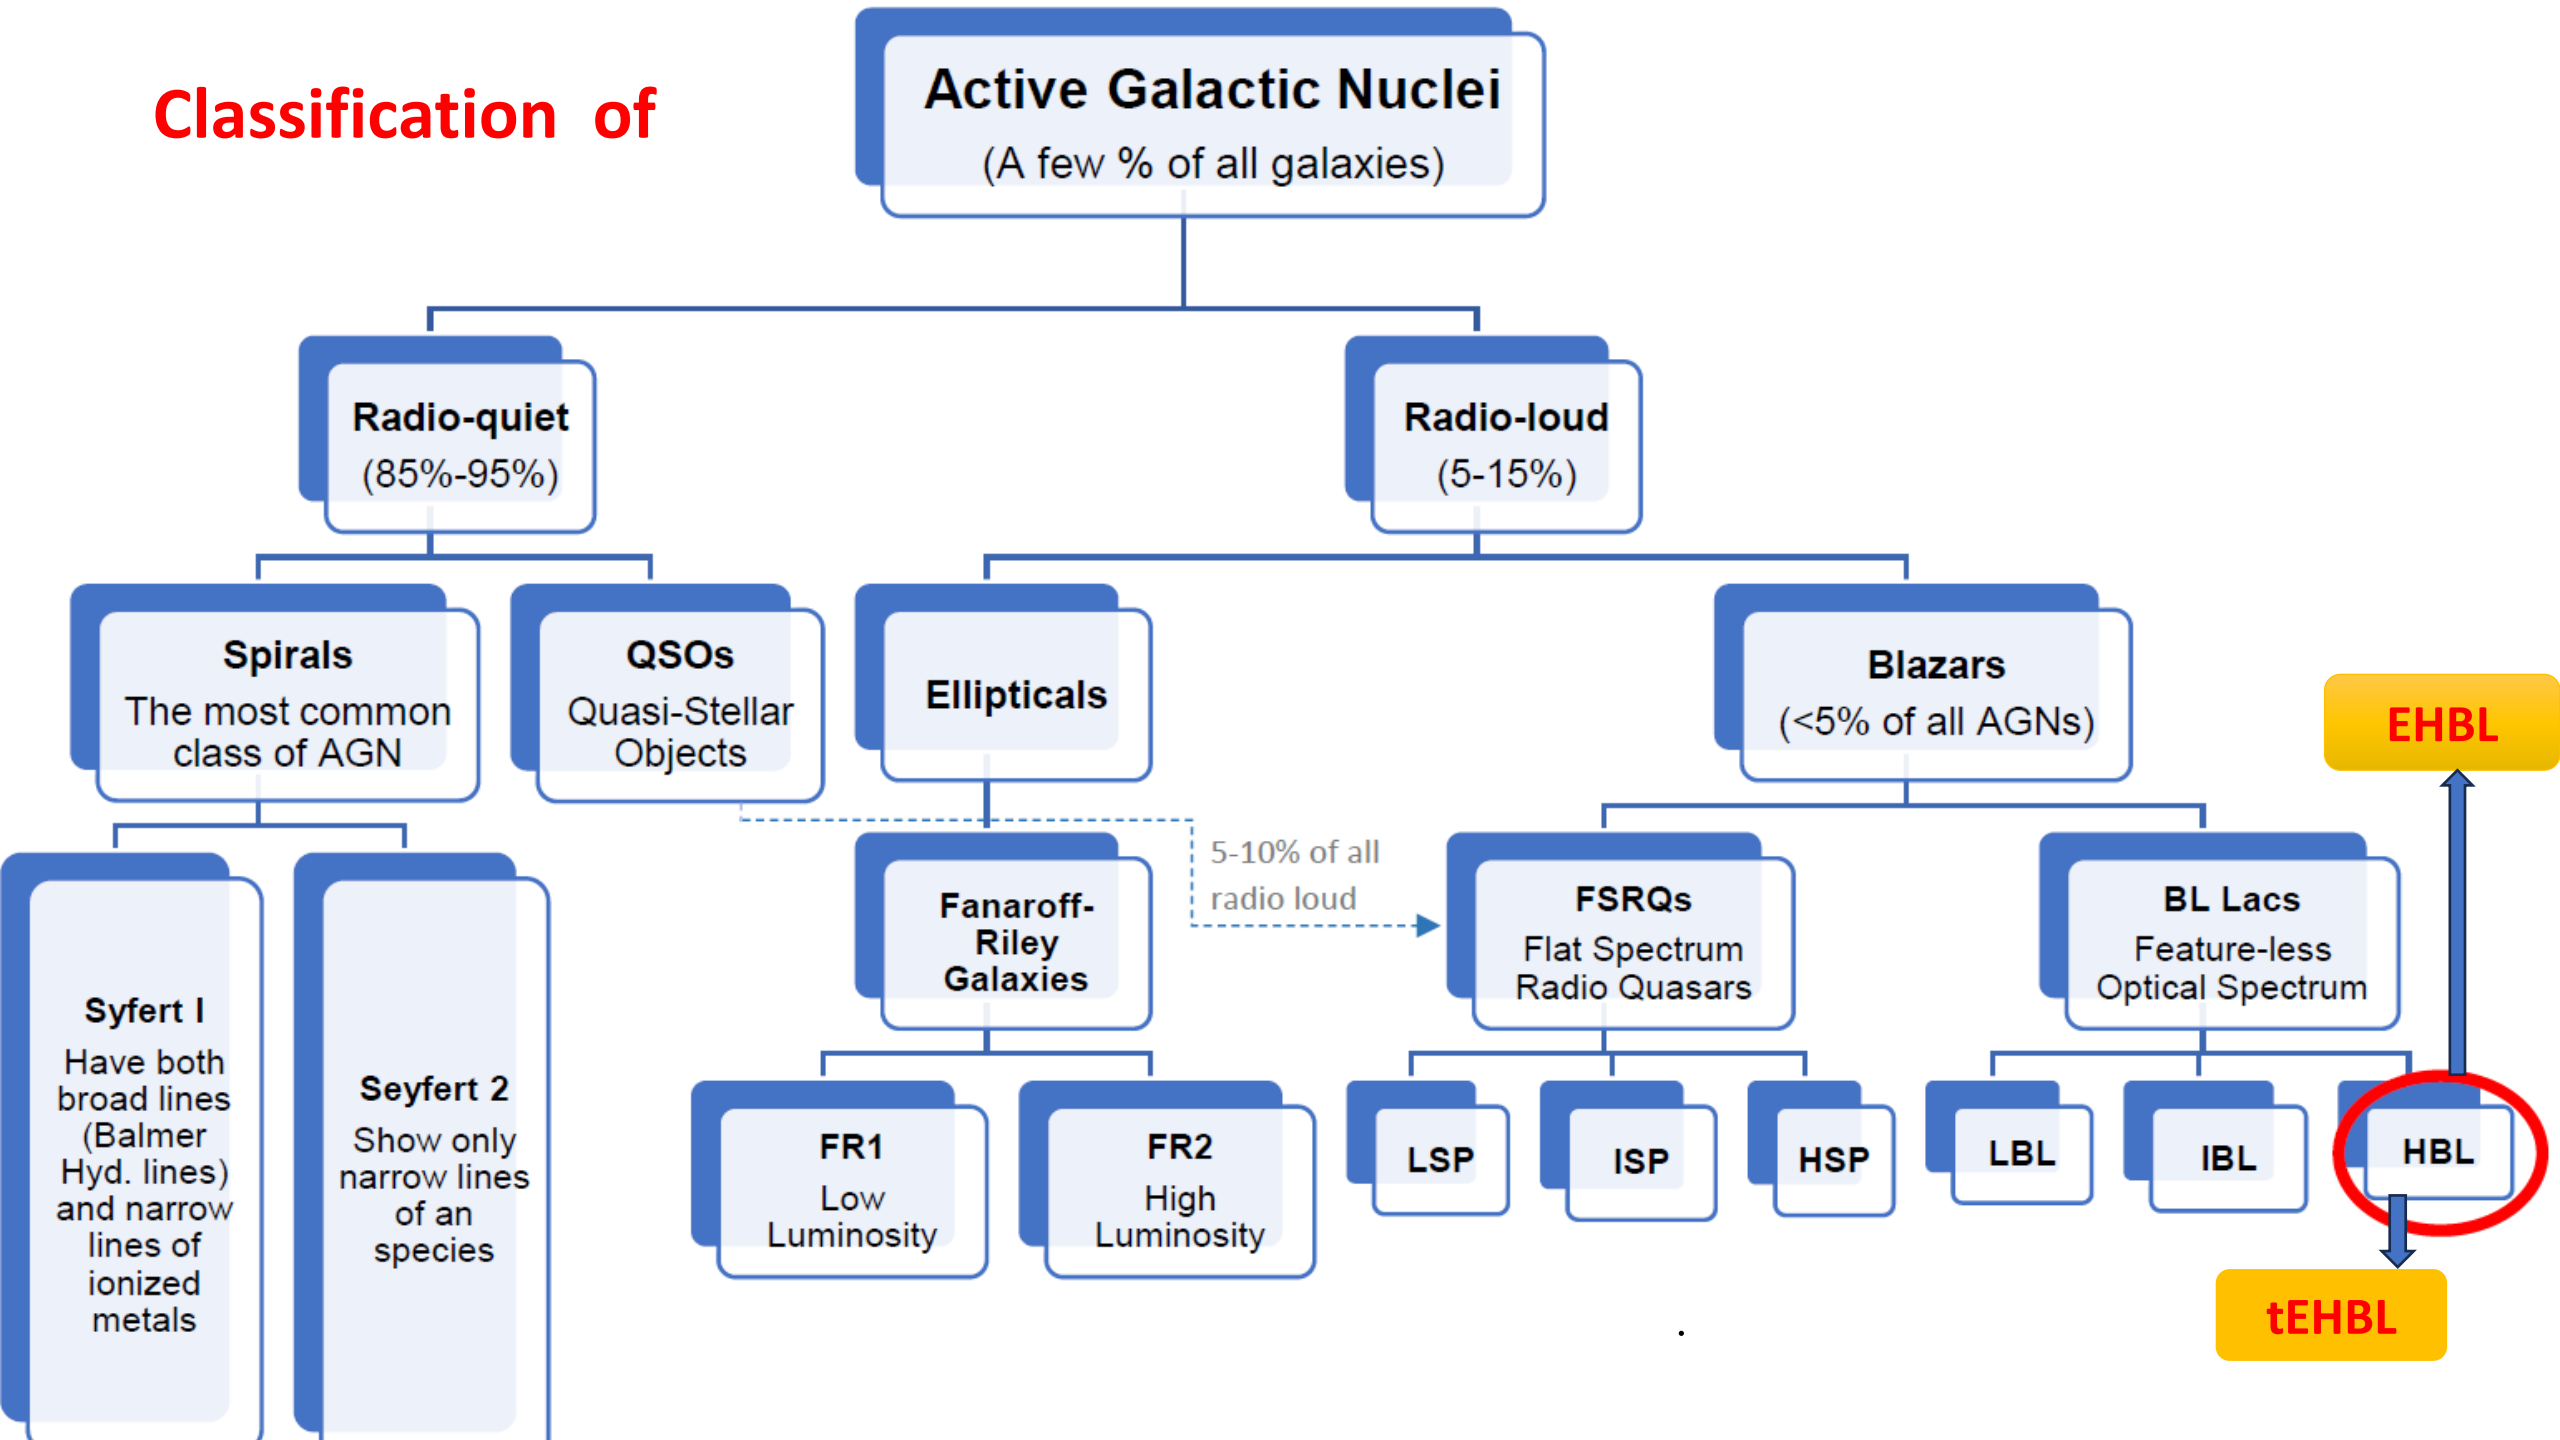 Classification of
Active Galactic Nuclei
(A few % of all galaxies)
Radio-quiet
(85%-95%)
Radio-loud
(5-15%)
Spirals
The most common
class of AGN
QSOs
Quasi-Stellar
Objects
Ellipticals
Blazars
(<5% of all AGNs)
EHBL
5-10% of all
radio loud
Syfert I
Have both
broad lines
(Balmer
Hyd. lines)
and narrow
lines of
ionized
metals
Seyfert 2
Show only
narrow lines
of an
species
Fanaroff-
Riley
Galaxies
FSRQs
Flat Spectrum
Radio Quasars
BL Lacs
Feature-less
Optical Spectrum
FR1
Low
Luminosity
FR2
High
Luminosity
LSP
ISP
HSP
LBL
IBL
HBL
tEHBL
.